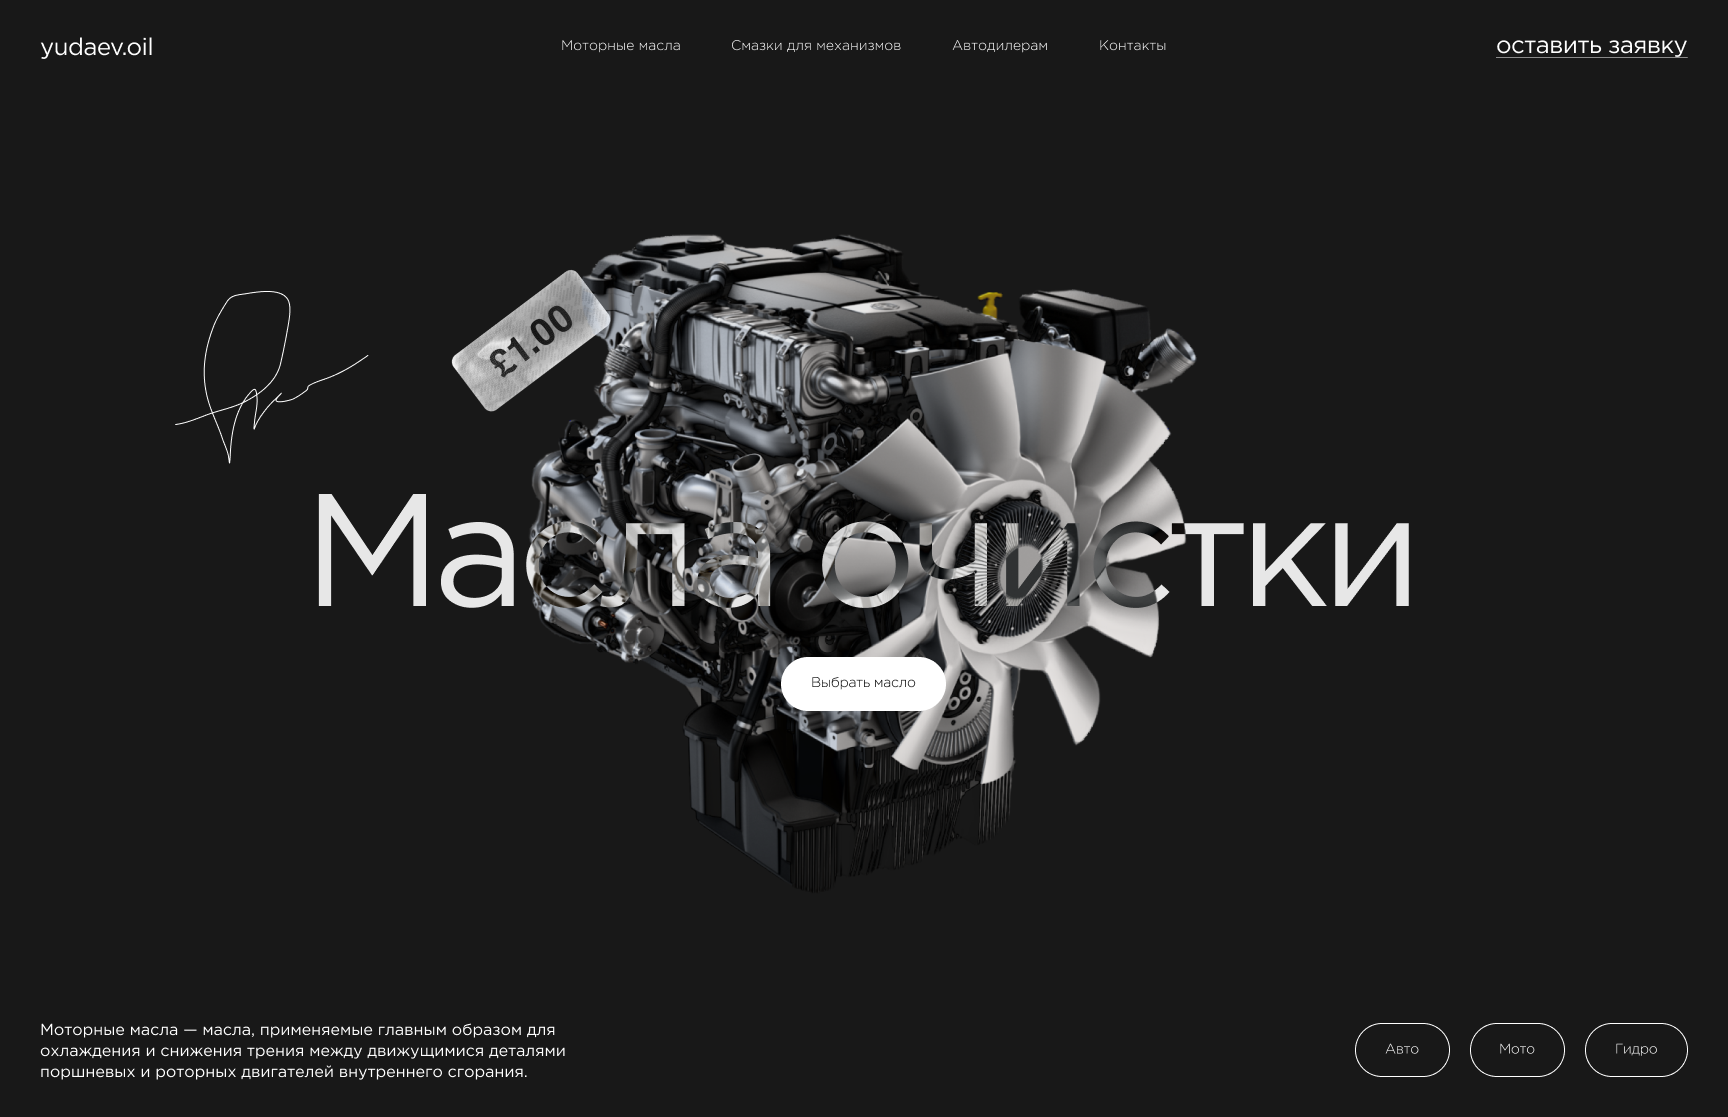 yudaev.oil
Моторные масла
Смазки для механизмов
Автодилерам
Контакты
оставить заявку
£1.00
Масла очистки
Выбрать масло
Моторные масла — масла, применяемые главным образом для
охлаждения и снижения трения между движущимися деталями
поршневых и роторных двигателей внутреннего сгорания.
Авто
Мото
Гидро